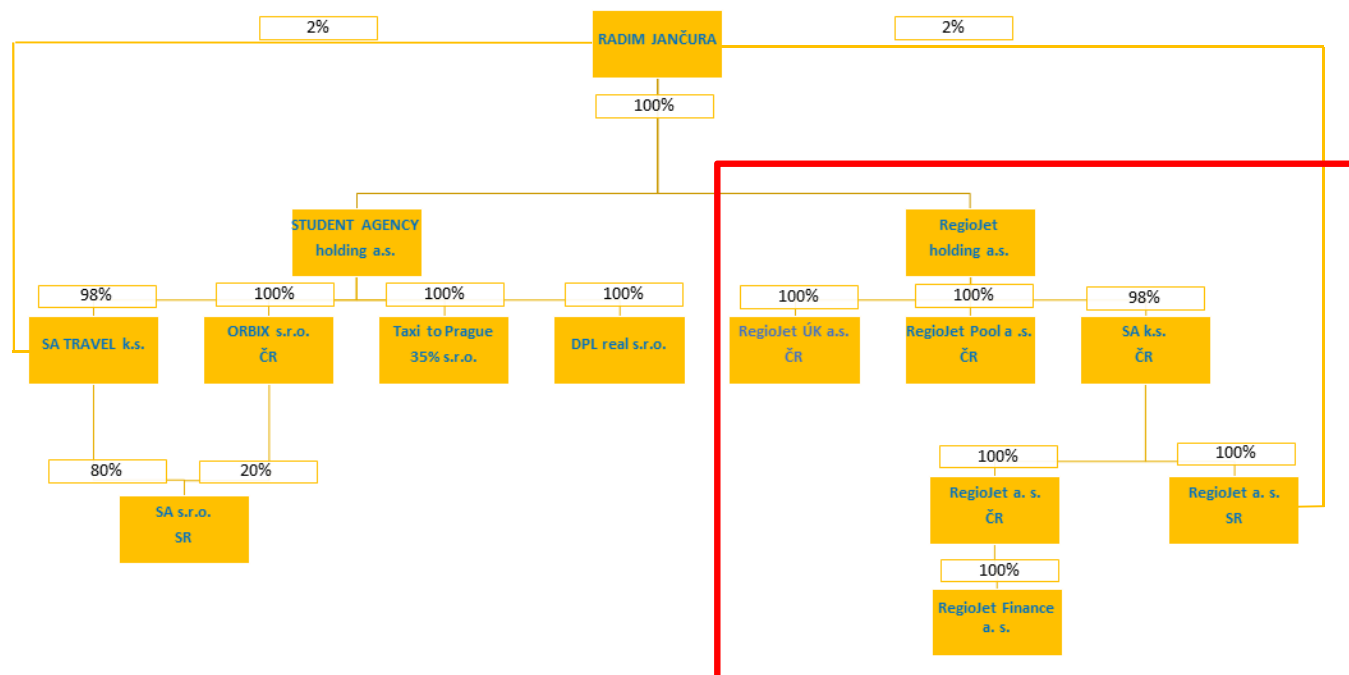 2%
2%
RADIM JANČURA
100%
STUDENT AGENCY
holding a.s.
RegioJet
holding a.s.
98%
100%
100%
100%
100%
100%
98%
SA TRAVEL k.s.
ORBIX s.r.o.
ČR
Taxi to Prague
35% s.r.o.
DPL real s.r.o.
RegioJet ÚK a.s.
ČR
RegioJet Pool a .s.
ČR
SA k.s.
ČR
80%
20%
100%
100%
SA s.r.o.
SR
RegioJet a. s.
ČR
RegioJet a. s.
SR
100%
RegioJet Finance
a. s.